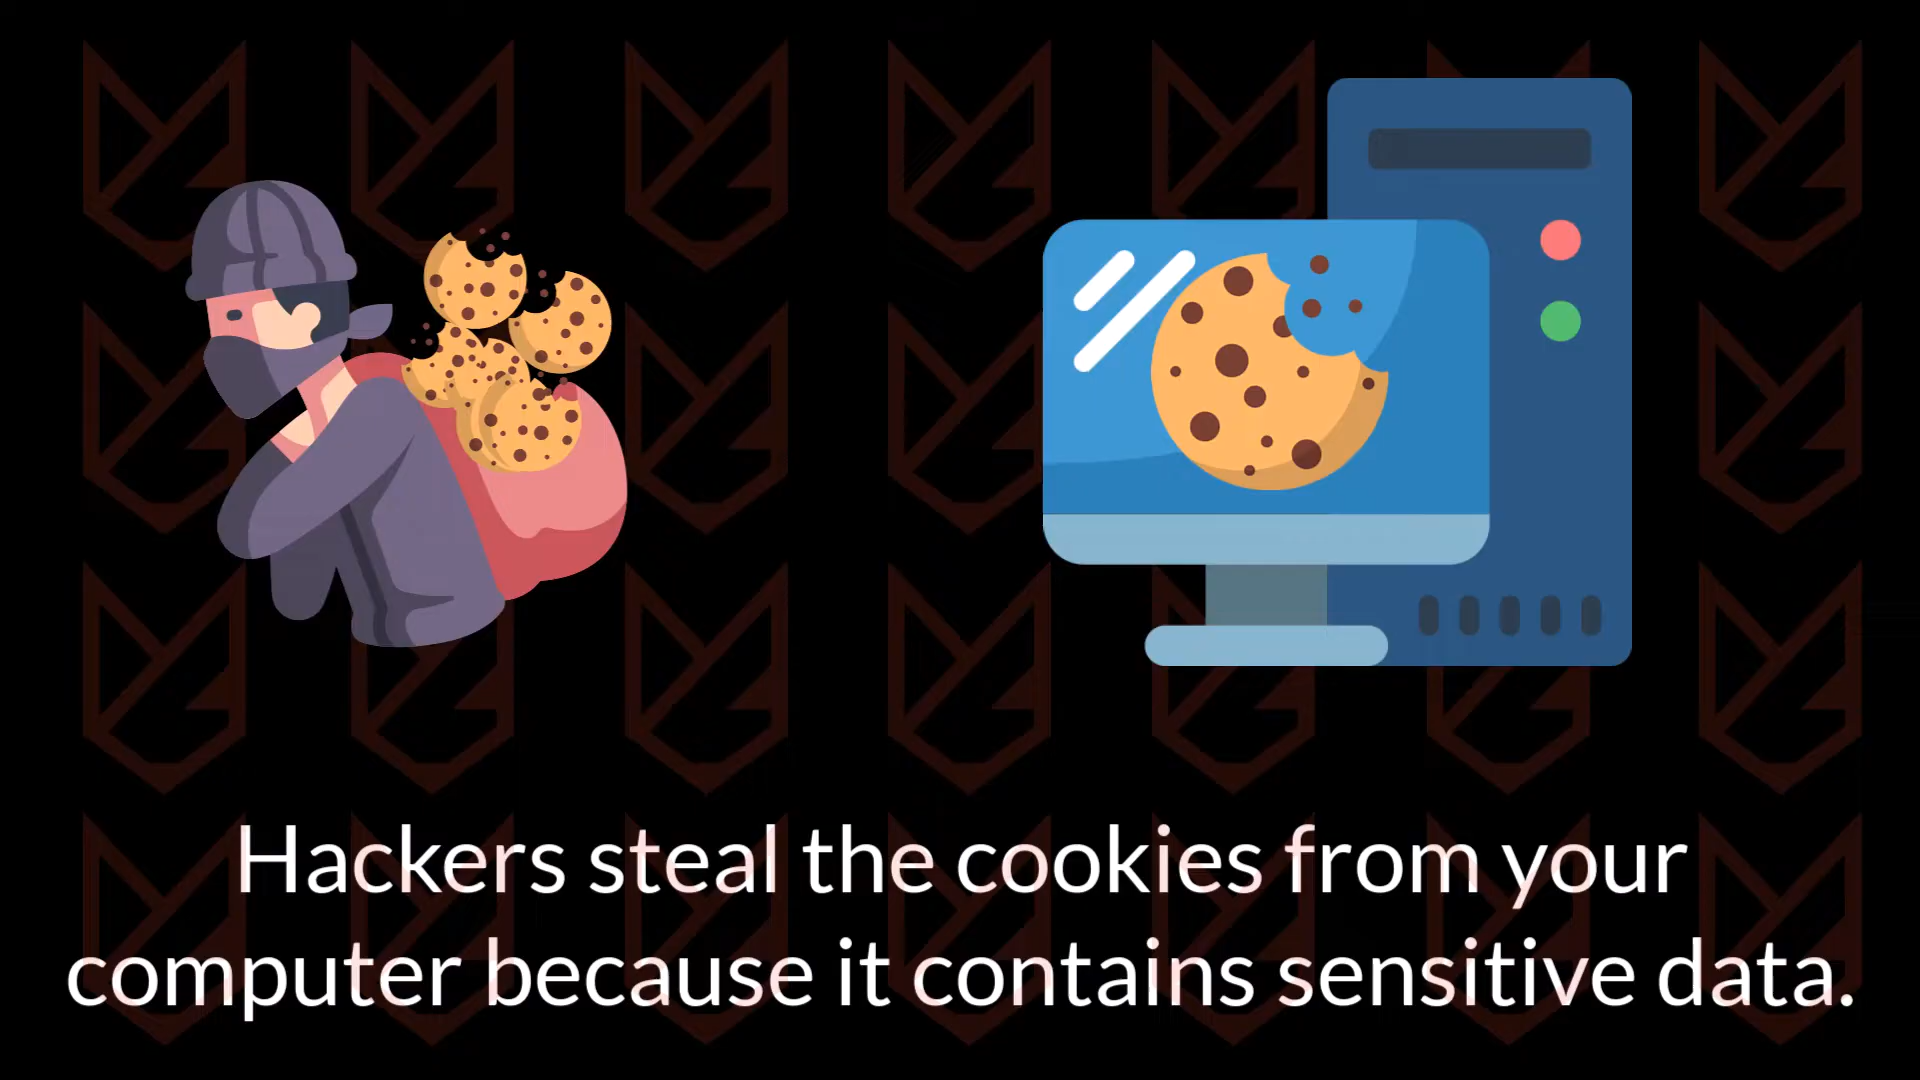 Hackers steal the cookies from your
computer because it contains sensitive data.